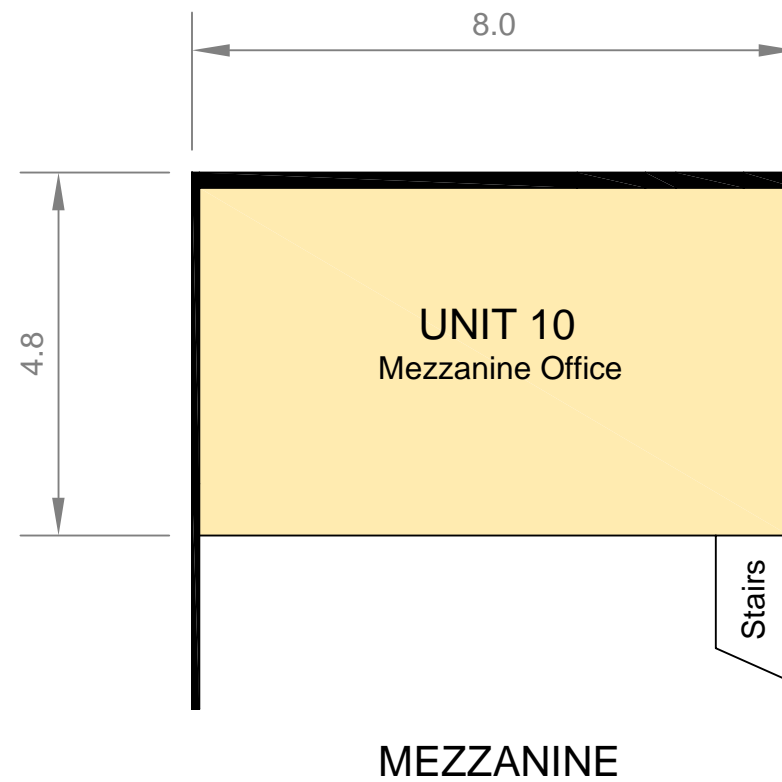 8.0
4.8
UNIT 10
Mezzanine Office
Stairs
MEZZANINE